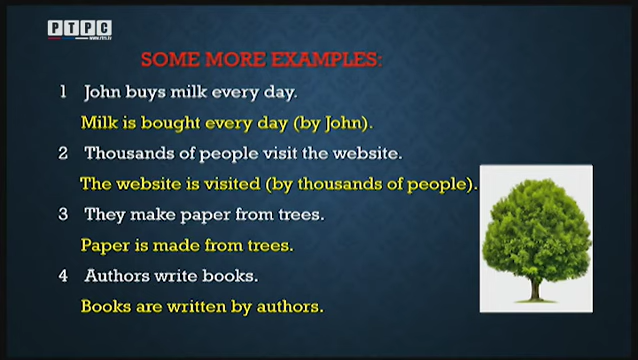 РТРС
SOME MORE EXAMPLES:
1 John buys milk every day.
Milk is bought every day (by John).
2 Thousands of people visit the website.
The website is visited (by thousands of people).
3 They make paper from trees.
Paper is made from trees.
4 Authors write books.
Books are written by authors.